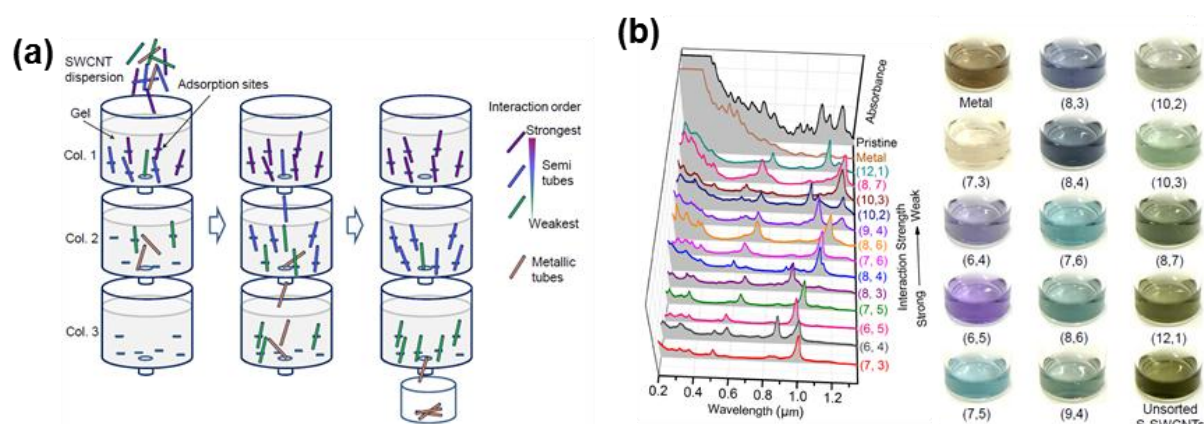 (a)
SWCNT
dispersion
Adsorption sites
Gel
Col. 1
Col. 2
Col. 3
Interaction order
Strongest
Semi
tubes
Weakest
Metallic
tubes
(b)
Absorbance
Pristine
Metal
(12,1)
(8, 7)
(10,3)
(10,2)
(9, 4)
(8, 6)
(7, 6)
(8, 4)
(8, 3)
(7, 5)
(6, 5)
(6, 4)
(7, 3)
Interaction Strength
Strong
Weak
0.2 0.4 0.6 0.8 1.0 1.2
Wavelength (μm)
Metal (8,3) (10,2)
(7,3) (8,4) (10,3)
(6,4) (7,6) (8,7)
(6,5) (8,6) (12,1)
(7,5) (9,4) Unsorted